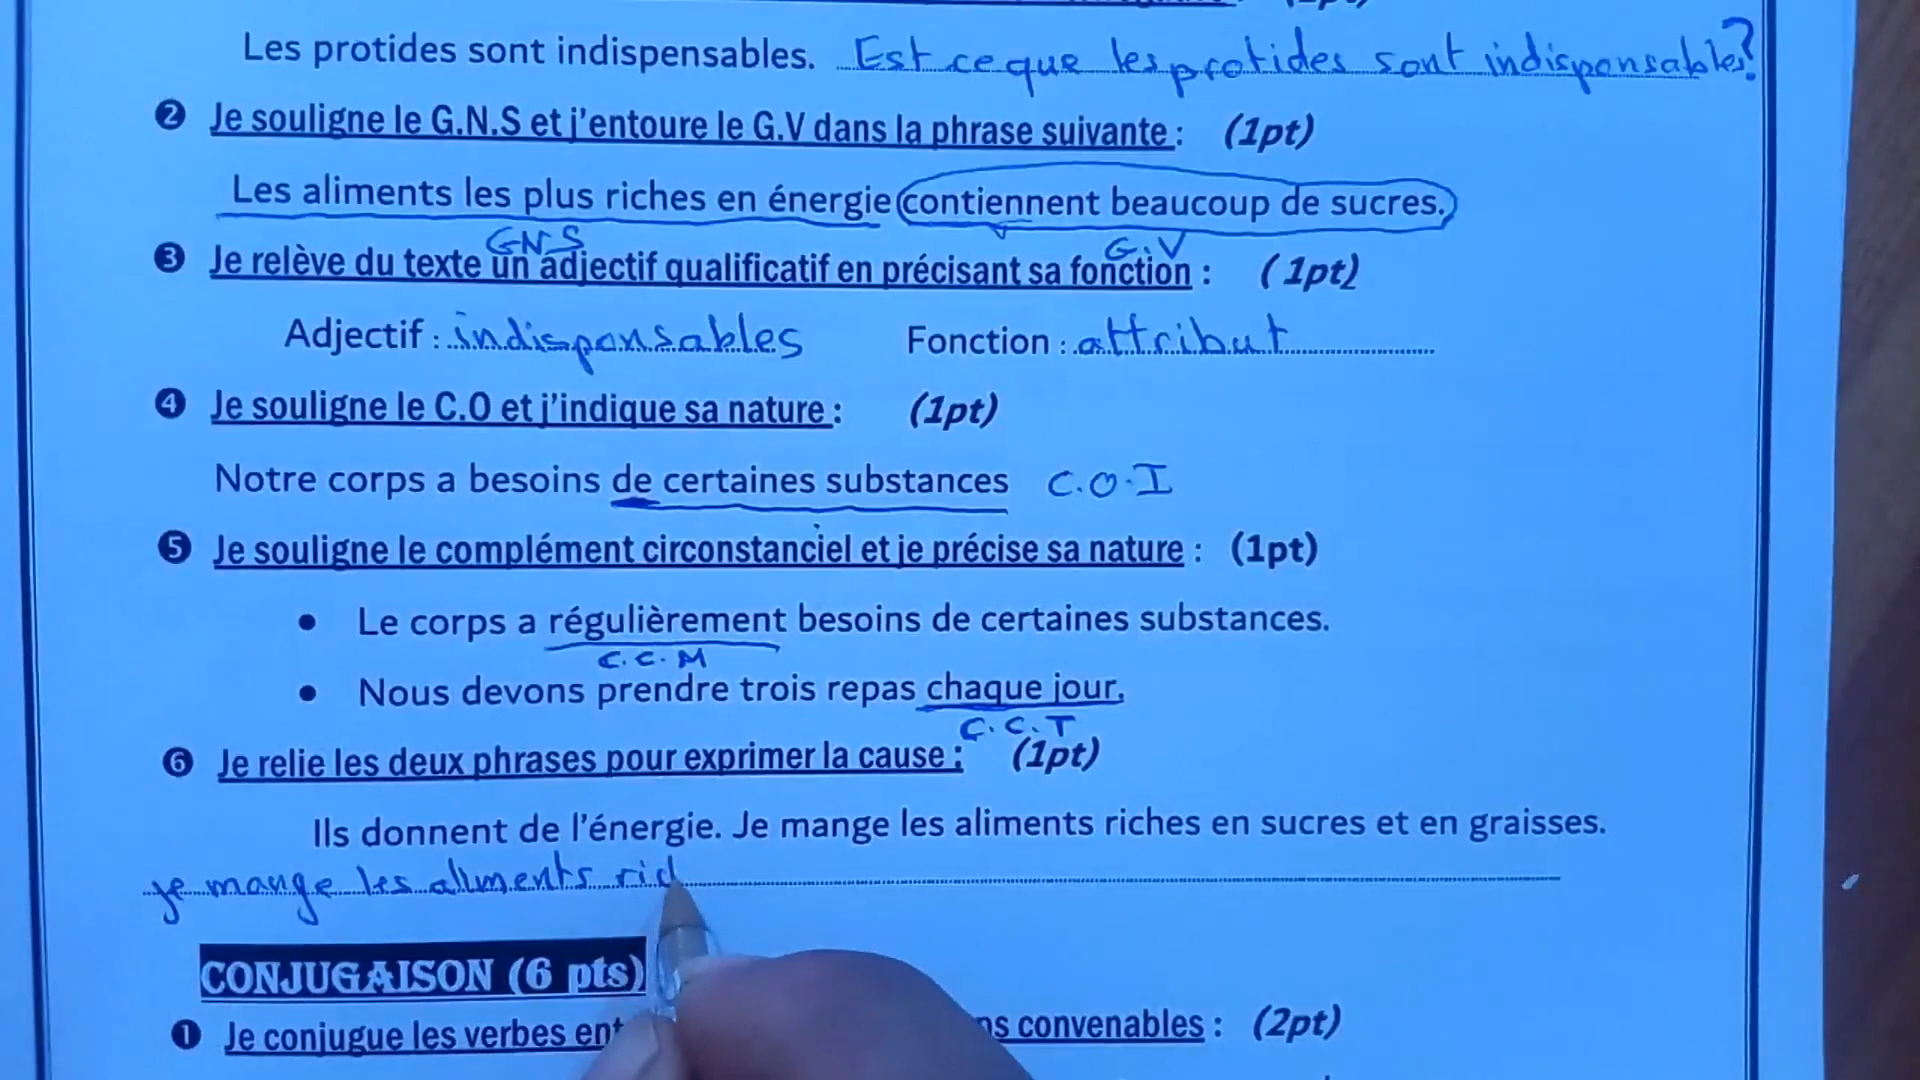 (2pt)
Les protides sont indispensables. Est ce que les protides sont indispensables?
❷ Je souligne le G.N.S et j'entoure le G.V dans la phrase suivante : (1pt)
Les aliments les plus riches en énergie contiennent beaucoup de sucres.
G.N.S G.V
❸ Je relève du texte un adjectif qualificatif en précisant sa fonction : (1pt)
Adjectif : indisponsables Fonction : attribut
❹ Je souligne le C.O et j'indique sa nature : (1pt)
Notre corps a besoins de certaines substances C.O.I
❺ Je souligne le complément circonstanciel et je précise sa nature : (1pt)
• Le corps a régulièrement besoins de certaines substances.
C.C.M
• Nous devons prendre trois repas chaque jour.
C.C.T
❻ Je relie les deux phrases pour exprimer la cause : (1pt)
Ils donnent de l'énergie. Je mange les aliments riches en sucres et en graisses.
je mange les aliments ric
CONJUGAISON (6 pts)
❶ Je conjugue les verbes ent convenables : (2pt)